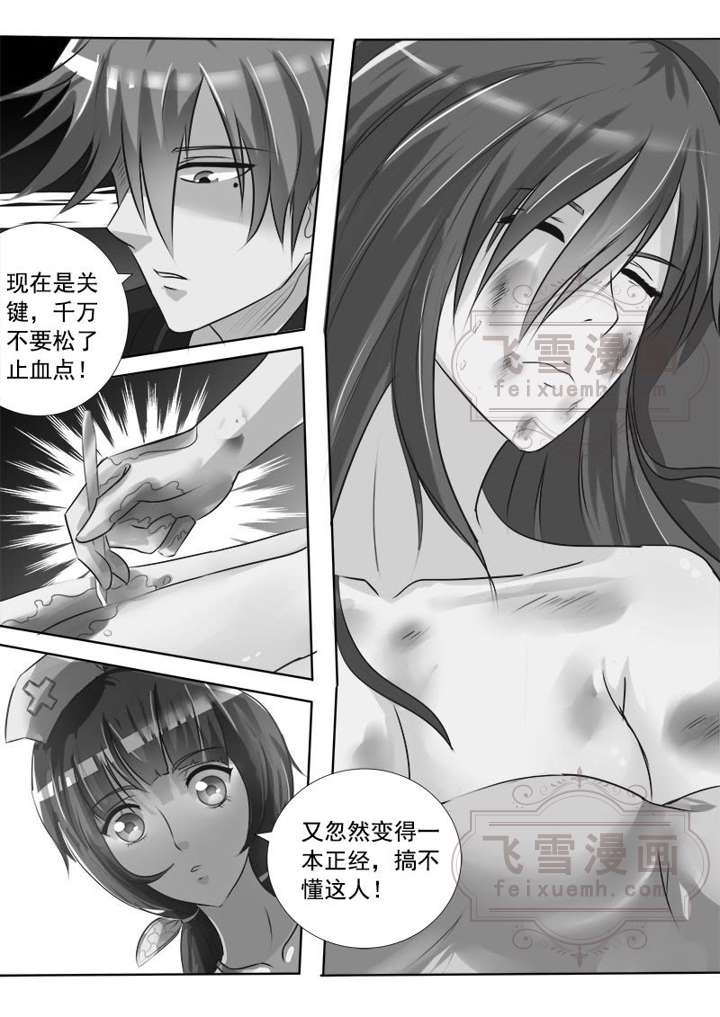 现在是关
键，千万
不要松了
止血点！
飞雪漫画
feixuemh.com
又忽然变得一
本正经，搞不
懂这人！
飞雪漫画
feixuemh.com